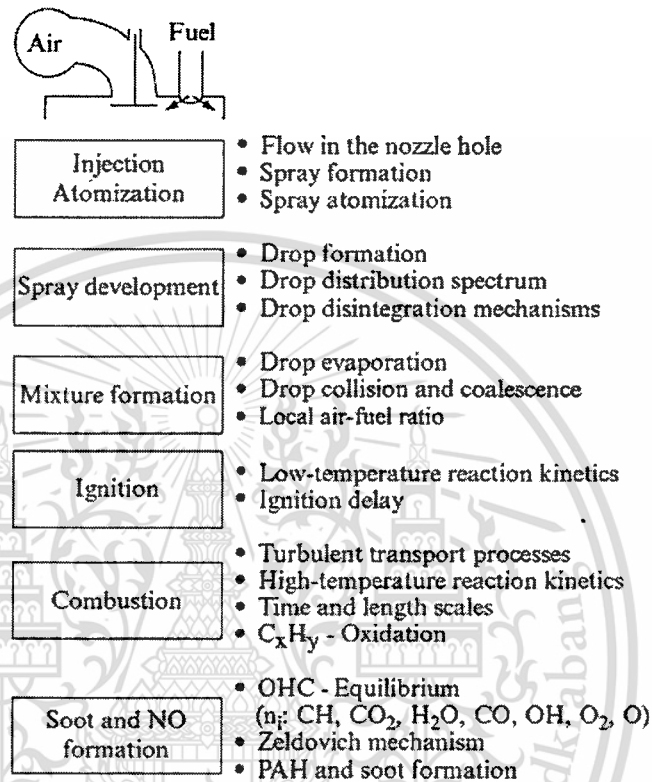 Air
Fuel
Injection
Atomization
• Flow in the nozzle hole
• Spray formation
• Spray atomization
Spray development
• Drop formation
• Drop distribution spectrum
• Drop disintegration mechanisms
Mixture formation
• Drop evaporation
• Drop collision and coalescence
• Local air-fuel ratio
Ignition
• Low-temperature reaction kinetics
• Ignition delay
Combustion
• Turbulent transport processes
• High-temperature reaction kinetics
• Time and length scales
• CₓHᵧ - Oxidation
Soot and NO
formation
• OHC - Equilibrium
(nᵢ: CH, CO₂, H₂O, CO, OH, O₂, O)
• Zeldovich mechanism
• PAH and soot formation